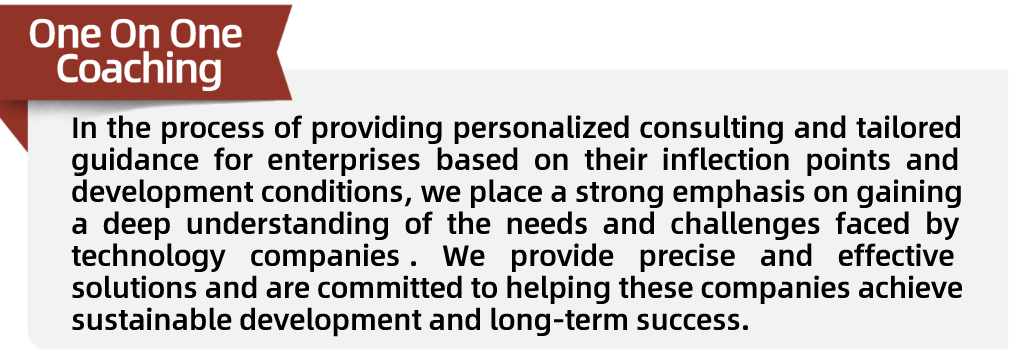 One On One
Coaching
In the process of providing personalized consulting and tailored
guidance for enterprises based on their inflection points and
development conditions, we place a strong emphasis on gaining
a deep understanding of the needs and challenges faced by
technology companies . We provide precise and effective
solutions and are committed to helping these companies achieve
sustainable development and long-term success.